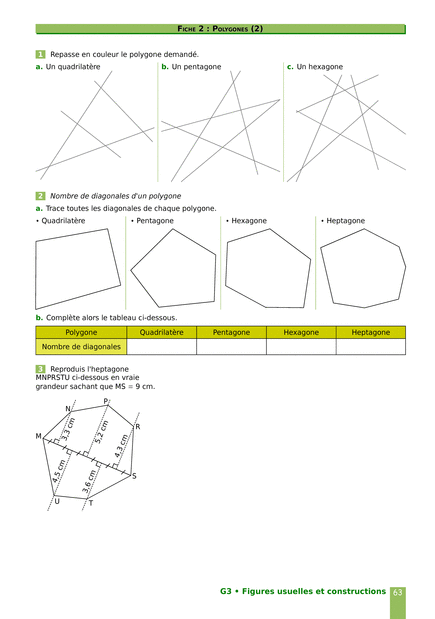 Fiche 2 : Polygones (2)
1 Repasse en couleur le polygone demandé.
a. Un quadrilatère
b. Un pentagone
c. Un hexagone
2 Nombre de diagonales d'un polygone
a. Trace toutes les diagonales de chaque polygone.
• Quadrilatère
• Pentagone
• Hexagone
• Heptagone
b. Complète alors le tableau ci-dessous.
Polygone Quadrilatère Pentagone Hexagone Heptagone
Nombre de diagonales
3 Reproduis l'heptagone
MNPRSTU ci-dessous en vraie
grandeur sachant que MS = 9 cm.
P
N
R
M
3,3 cm
5,2 cm
4,3 cm
4,5 cm
3,6 cm
S
U
T
G3 • Figures usuelles et constructions 63